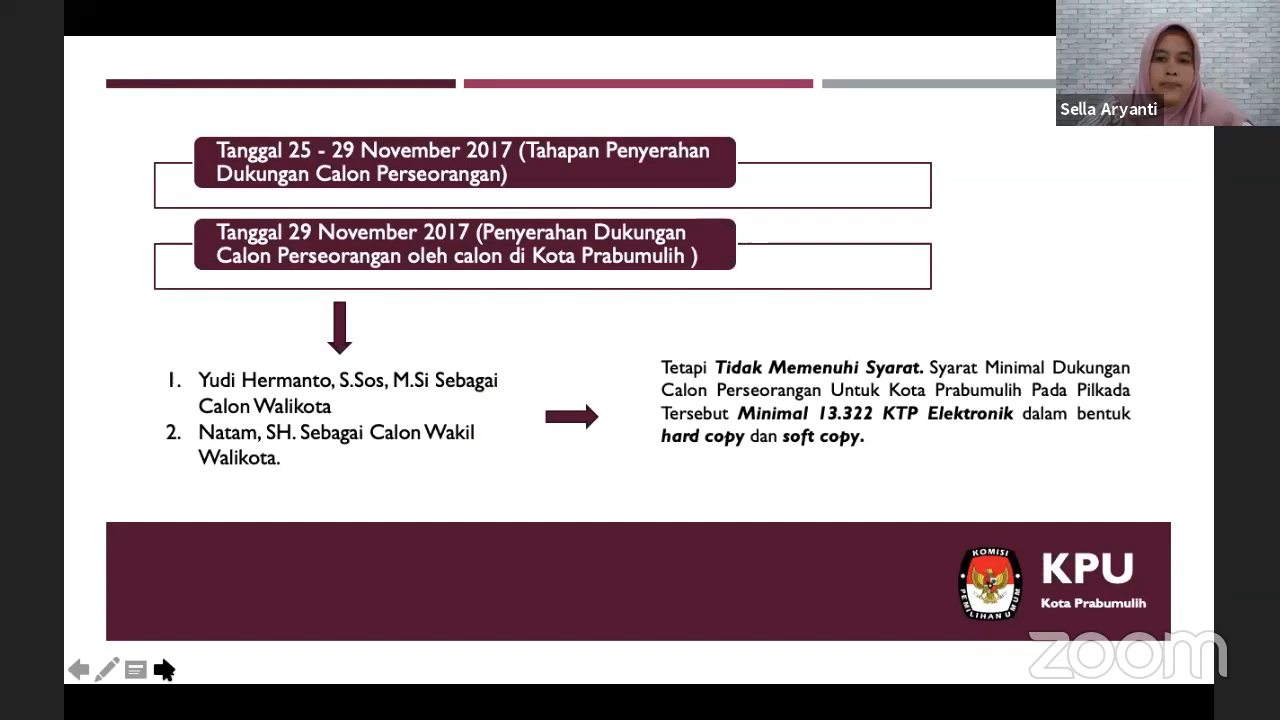 Sella Aryanti
Tanggal 25 - 29 November 2017 (Tahapan Penyerahan
Dukungan Calon Perseorangan)
Tanggal 29 November 2017 (Penyerahan Dukungan
Calon Perseorangan oleh calon di Kota Prabumulih )
1. Yudi Hermanto, S.Sos, M.Si Sebagai
Calon Walikota
2. Natam, SH. Sebagai Calon Wakil
Walikota.
Tetapi Tidak Memenuhi Syarat. Syarat Minimal Dukungan
Calon Perseorangan Untuk Kota Prabumulih Pada Pilkada
Tersebut Minimal 13.322 KTP Elektronik dalam bentuk
hard copy dan soft copy.
KOMISI
PEMILIHAN UMUM
KPU
Kota Prabumulih
zoom